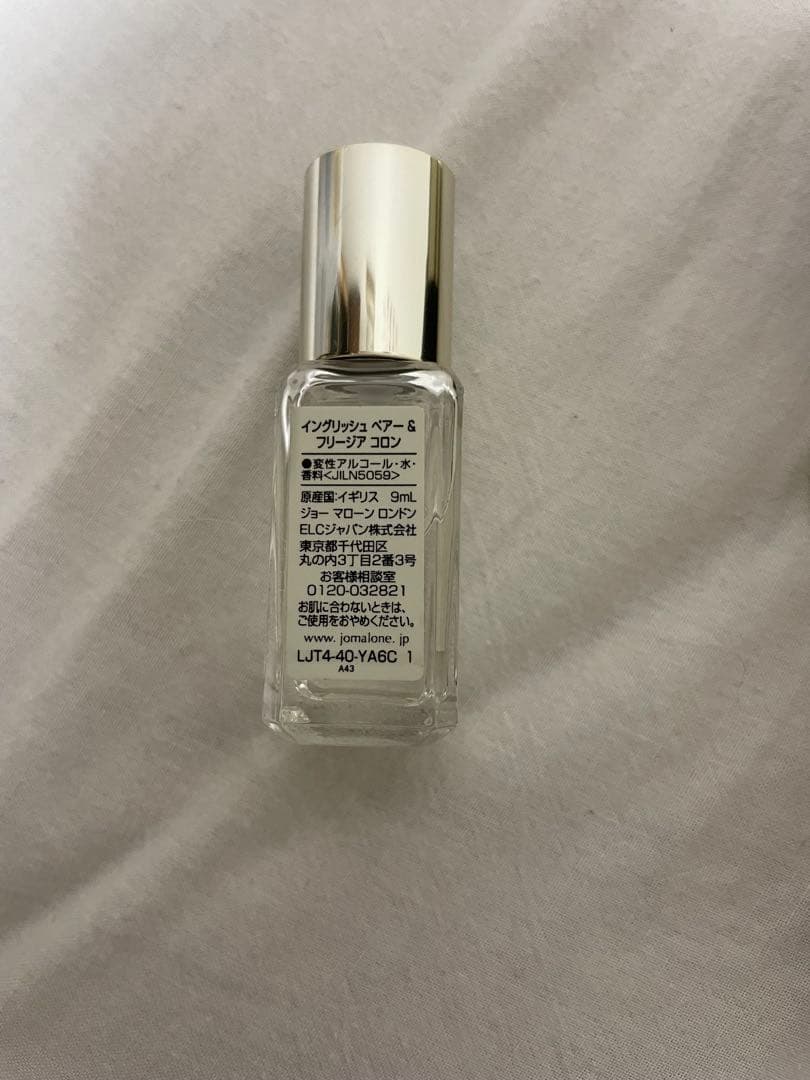 イングリッシュ ペアー &
フリージア コロン
●変性アルコール・水・
香料<JILN5059>
原産国:イギリス 9mL
ジョー マローン ロンドン
ELCジャパン株式会社
東京都千代田区
丸の内3丁目2番3号
お客様相談室
0120-032821
お肌に合わないときは、
ご使用をおやめください。
www. jomalone. jp
LJT4-40-YA6C 1
A43